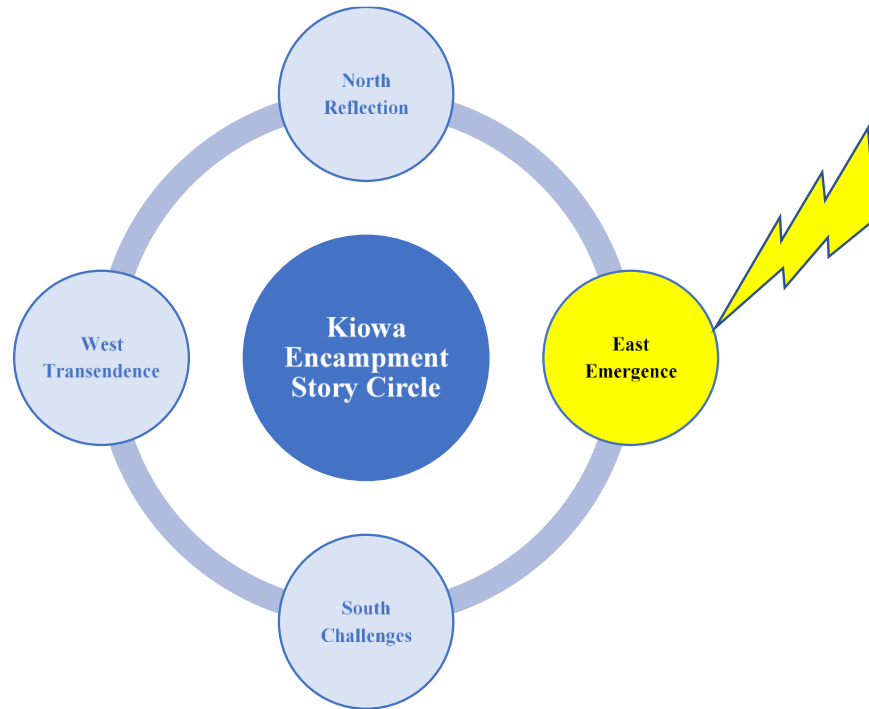 North
Reflection
Kiowa
Encampment
Story Circle
West
Transendence
East
Emergence
South
Challenges